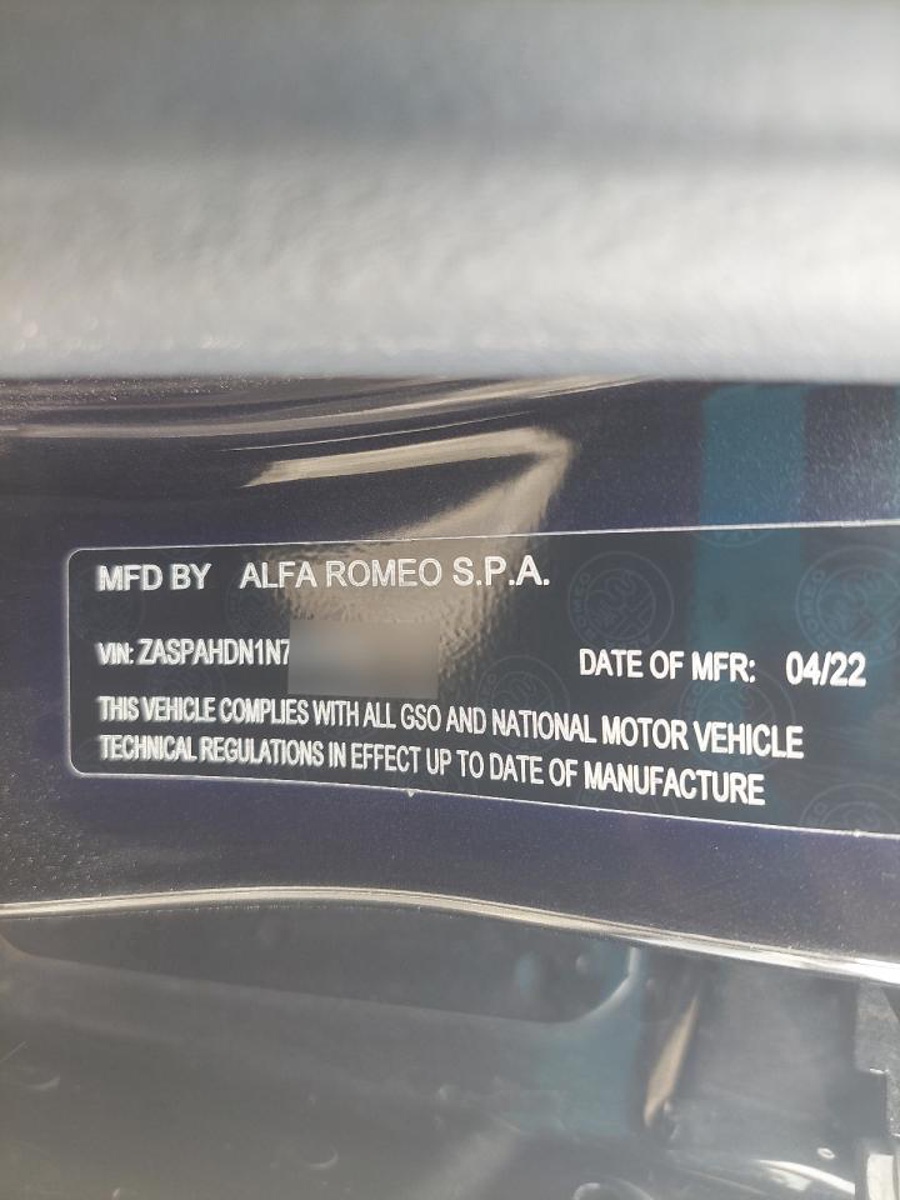 MFD BY ALFA ROMEO S.P.A.
VIN: ZASPAHDN1N7
DATE OF MFR: 04/22
THIS VEHICLE COMPLIES WITH ALL GSO AND NATIONAL MOTOR VEHICLE
TECHNICAL REGULATIONS IN EFFECT UP TO DATE OF MANUFACTURE